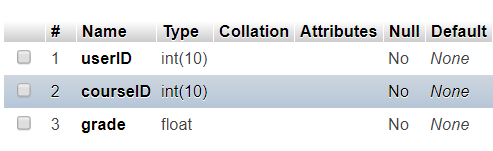 # Name Type Collation Attributes Null Default
1 userID int(10) No None
2 courseID int(10) No None
3 grade float No None